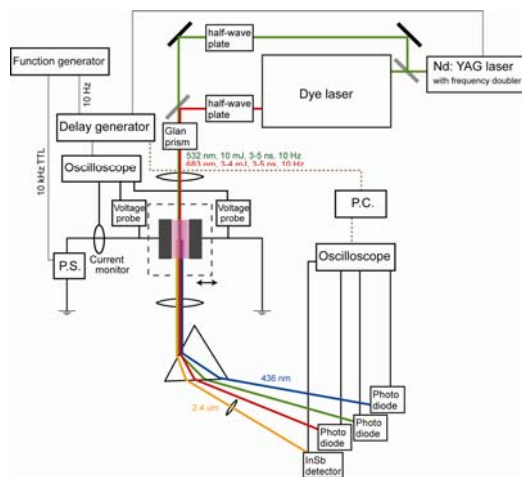 half-wave
plate
Function generator
Nd: YAG laser
with frequency doubler
Dye laser
half-wave
plate
10 Hz
Delay generator
Glan
prism
Oscilloscope
532 nm, 10 mJ, 3-5 ns, 10 Hz
683 nm, 3-4 mJ, 3-5 ns, 10 Hz
10 kHz TTL
P.C.
Voltage
probe
Voltage
probe
Oscilloscope
Current
monitor
P.S.
436 nm
2.4 um
Photo
diode
Photo
diode
Photo
diode
InSb
detector